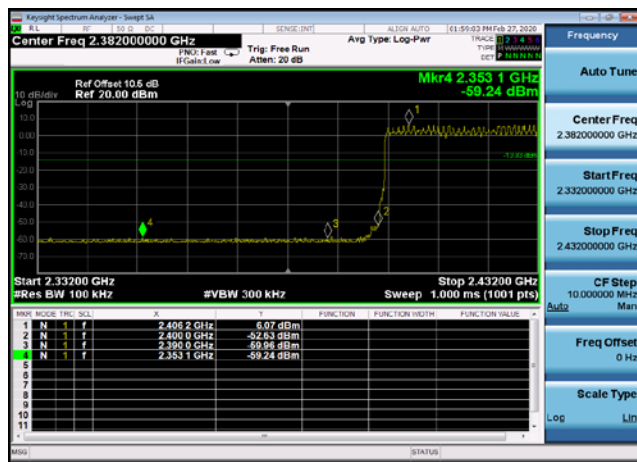 Keysight Spectrum Analyzer - Swept SA
RL RF 50 Ω DC SENSE:INT ALIGN AUTO 01:59:03 PM Feb 27, 2020
Center Freq 2.382000000 GHz
PNO: Fast
IFGain:Low
Trig: Free Run
Atten: 20 dB
Avg Type: Log-Pwr
TRACE 1 2 3 4 5 6
TYPE M WWWWW
DET P N N N N N
Frequency
Mkr4 2.353 1 GHz
-59.24 dBm
Ref Offset 10.5 dB
Ref 20.00 dBm
10 dB/div
Log
10.0
0.00
-10.0
-20.0
-30.0
-40.0
-50.0
-60.0
-70.0
1
2
3
4
Start 2.33200 GHz
Stop 2.43200 GHz
#Res BW 100 kHz
#VBW 300 kHz
Sweep 1.000 ms (1001 pts)
MKR MODE TRC SCL X Y FUNCTION FUNCTION WIDTH FUNCTION VALUE
1 N 1 f 2.406 2 GHz 6.07 dBm
2 N 1 f 2.400 0 GHz -52.63 dBm
3 N 1 f 2.390 0 GHz -59.96 dBm
4 N 1 f 2.353 1 GHz -59.24 dBm
5
6
7
8
9
10
11
MSG
STATUS
Auto Tune
Center Freq
2.382000000 GHz
Start Freq
2.332000000 GHz
Stop Freq
2.432000000 GHz
CF Step
10.000000 MHz
Auto Man
Freq Offset
0 Hz
Scale Type
Log Lin